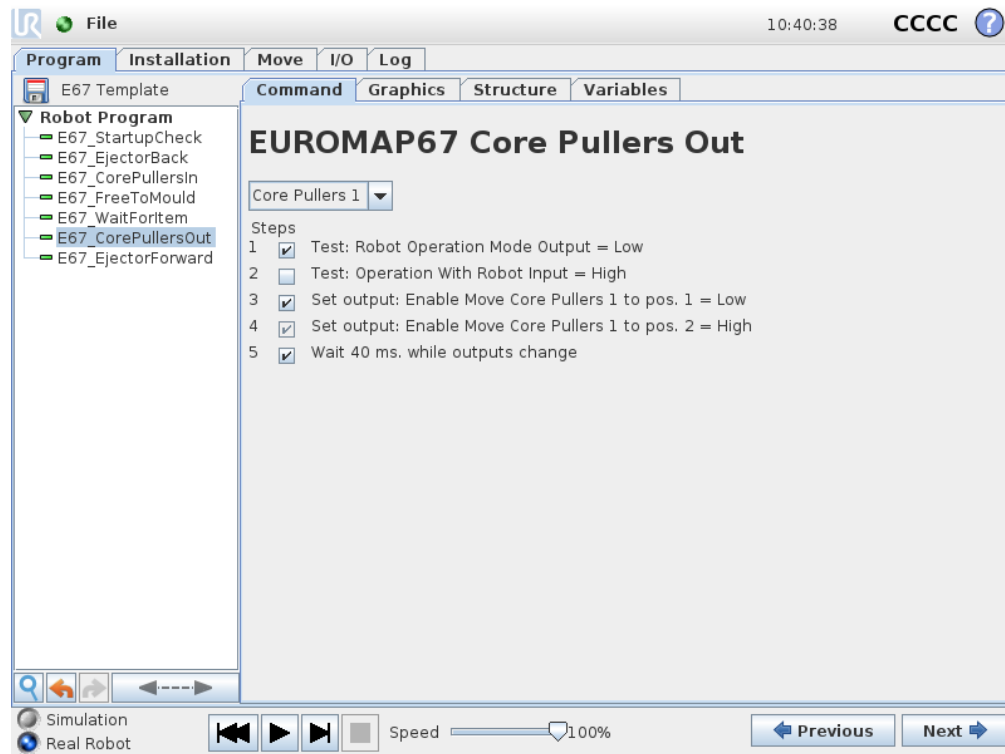 UR File 10:40:38 CCCC ?
Program Installation Move I/O Log
E67 Template
Command Graphics Structure Variables
Robot Program
E67_StartupCheck
E67_EjectorBack
E67_CorePullersIn
E67_FreeToMould
E67_WaitForItem
E67_CorePullersOut
E67_EjectorForward
EUROMAP67 Core Pullers Out
Core Pullers 1
Steps
1 Test: Robot Operation Mode Output = Low
2 Test: Operation With Robot Input = High
3 Set output: Enable Move Core Pullers 1 to pos. 1 = Low
4 Set output: Enable Move Core Pullers 1 to pos. 2 = High
5 Wait 40 ms. while outputs change
Simulation
Real Robot
Speed 100%
Previous Next